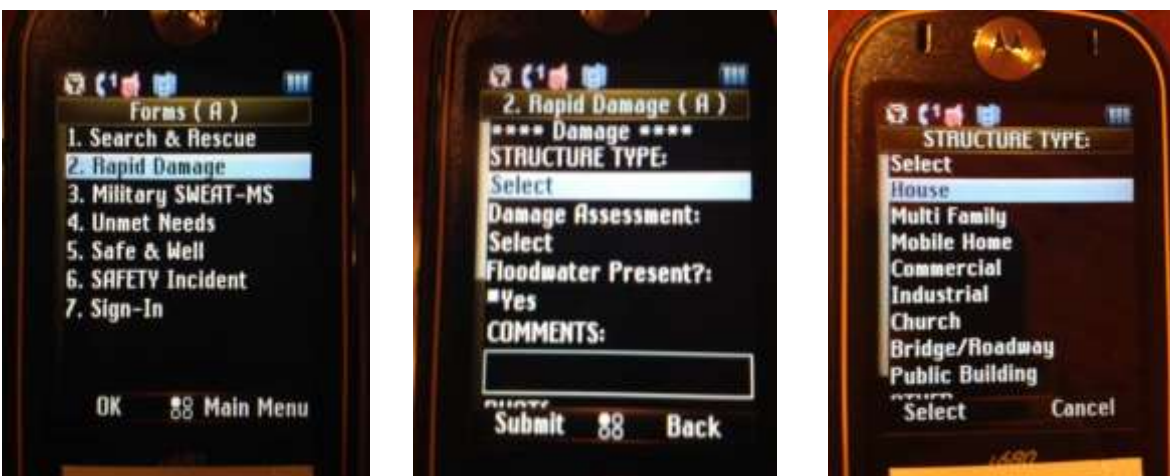 Forms ( A )
1. Search & Rescue
2. Rapid Damage
3. Military SWEAT-MS
4. Unmet Needs
5. Safe & Well
6. SAFETY Incident
7. Sign-In
OK Main Menu
2. Rapid Damage ( A )
**** Damage ****
STRUCTURE TYPE:
Select
Damage Assessment:
Select
Floodwater Present?:
Yes
COMMENTS:
Submit Back
STRUCTURE TYPE:
Select
House
Multi Family
Mobile Home
Commercial
Industrial
Church
Bridge/Roadway
Public Building
Select Cancel